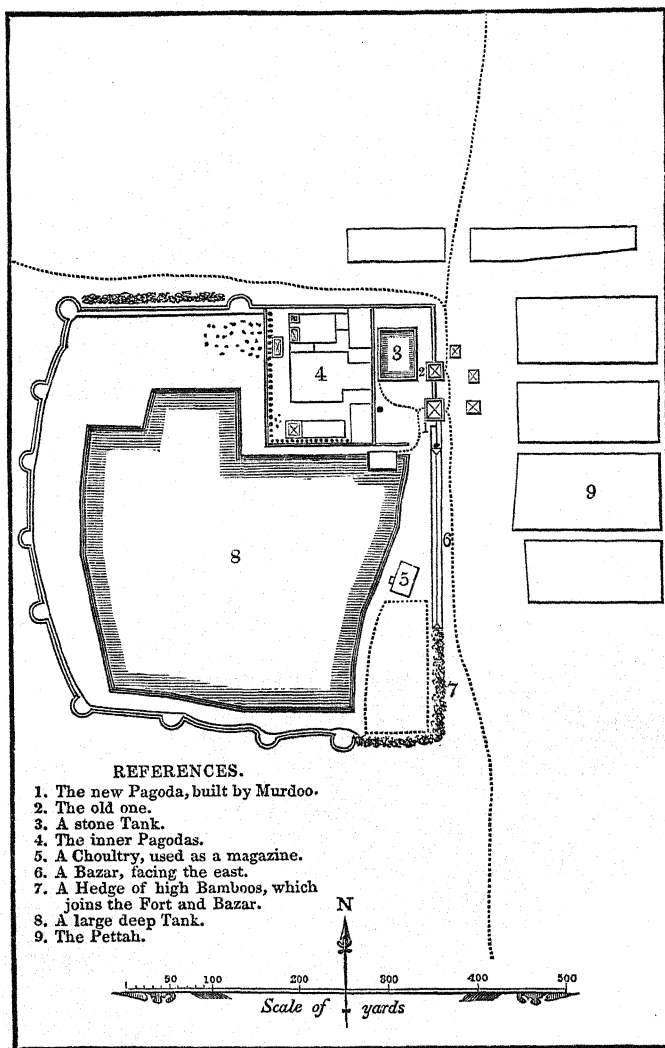 2
3
4
1
9
6
8
5
7
REFERENCES.
1. The new Pagoda, built by Murdoo.
2. The old one.
3. A stone Tank.
4. The inner Pagodas.
5. A Choultry, used as a magazine.
6. A Bazar, facing the east.
7. A Hedge of high Bamboos, which
joins the Fort and Bazar.
8. A large deep Tank.
9. The Pettah.
N
50 100 200 300 400 500
Scale of yards